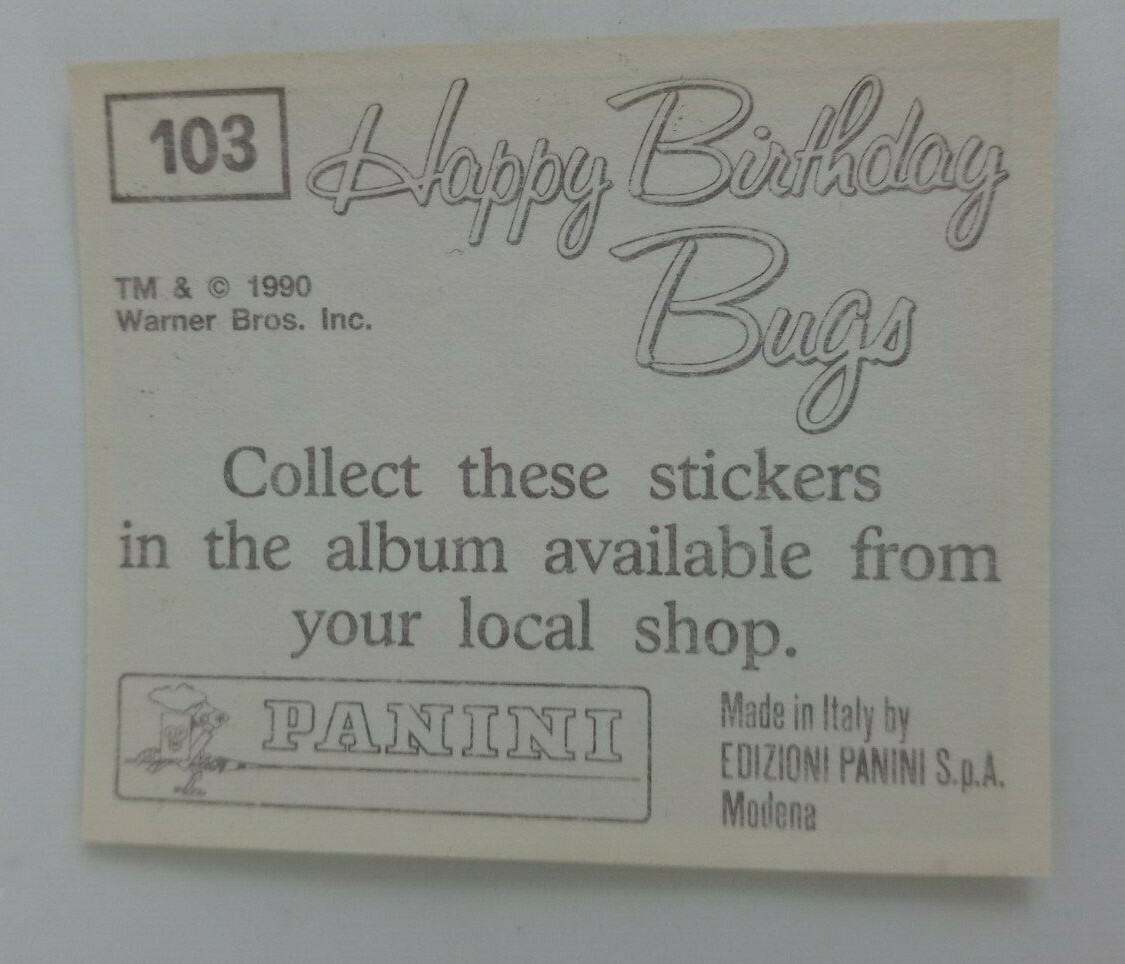 103
Happy Birthday
Bugs
TM & © 1990
Warner Bros. Inc.
Collect these stickers
in the album available from
your local shop.
PANINI
Made in Italy by
EDIZIONI PANINI S.p.A.
Modena